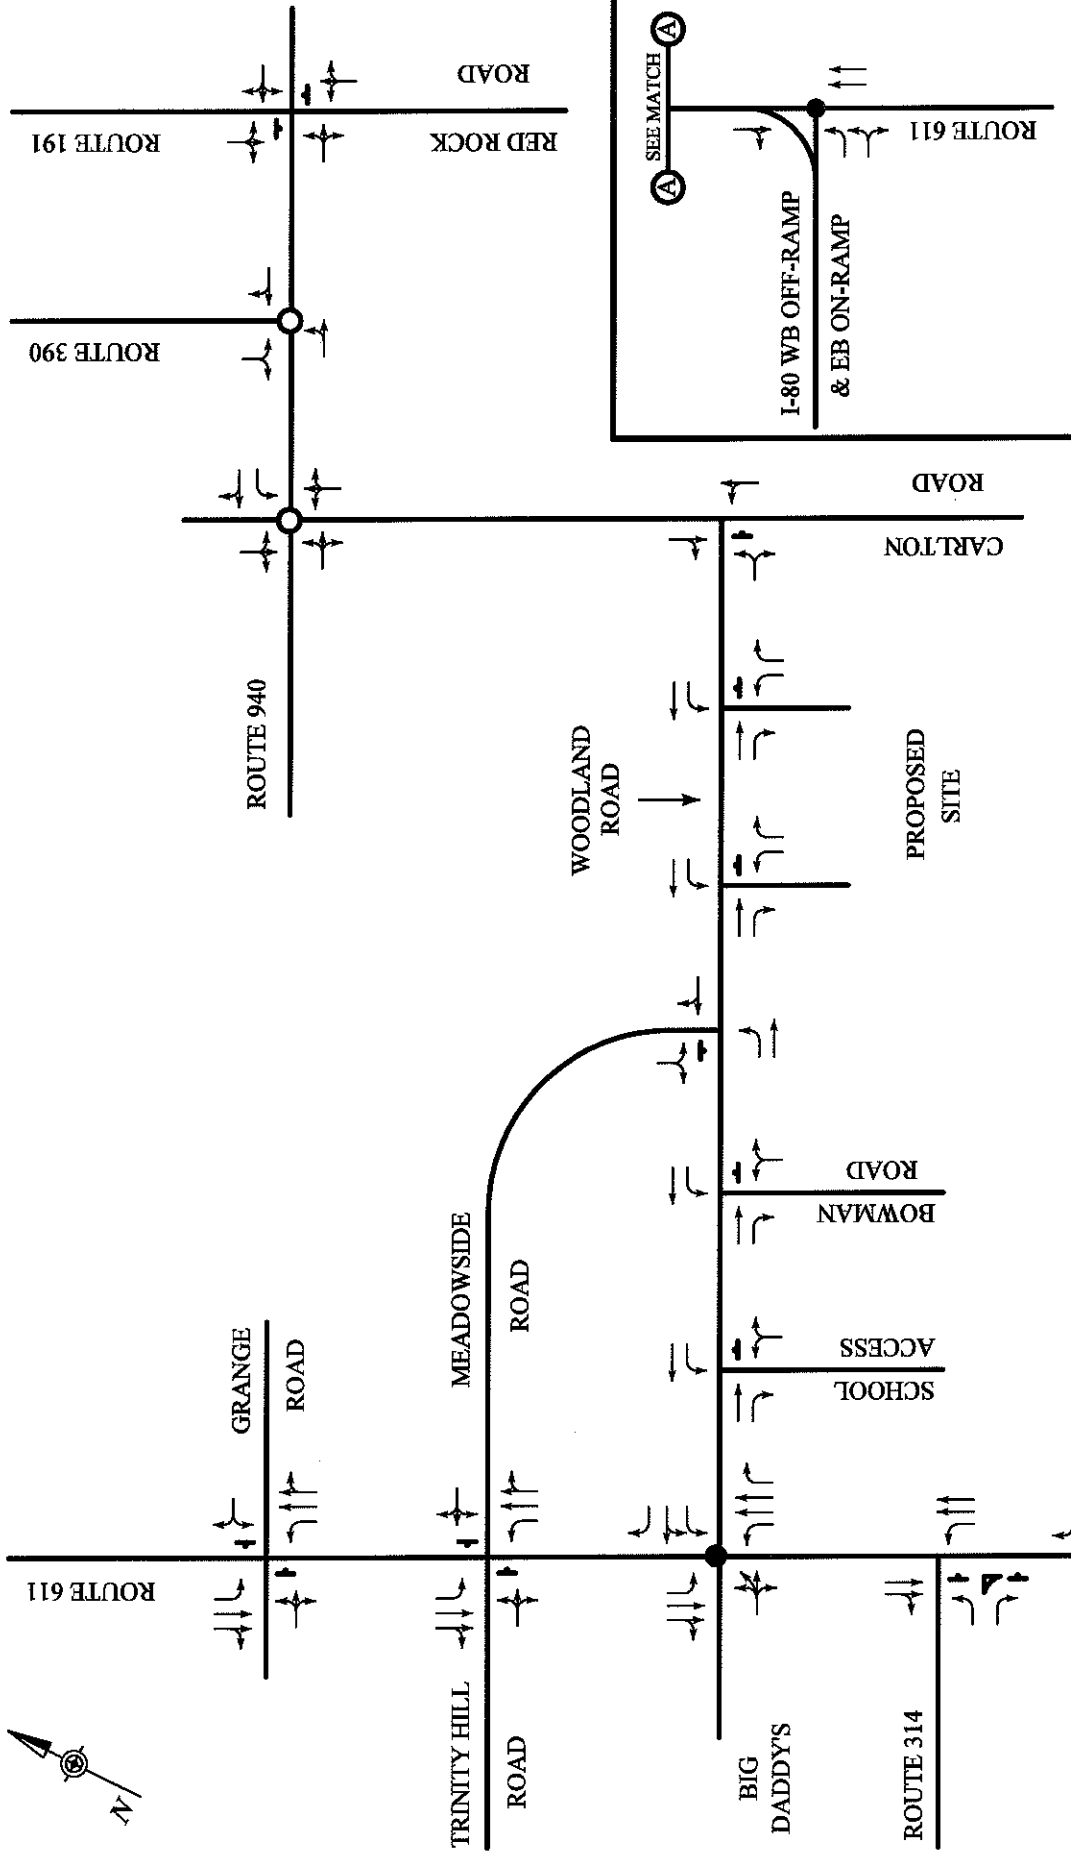 ROUTE 191
RED ROCK
ROAD
ROUTE 390
ROUTE 940
CARLTON
ROAD
SEE MATCH
A
A
I-80 WB OFF-RAMP
& EB ON-RAMP
ROUTE 611
WOODLAND
ROAD
PROPOSED
SITE
MEADOWSIDE
ROAD
BOWMAN
ROAD
SCHOOL
ACCESS
GRANGE
ROAD
ROUTE 611
TRINITY HILL
ROAD
BIG
DADDY'S
ROUTE 314
N